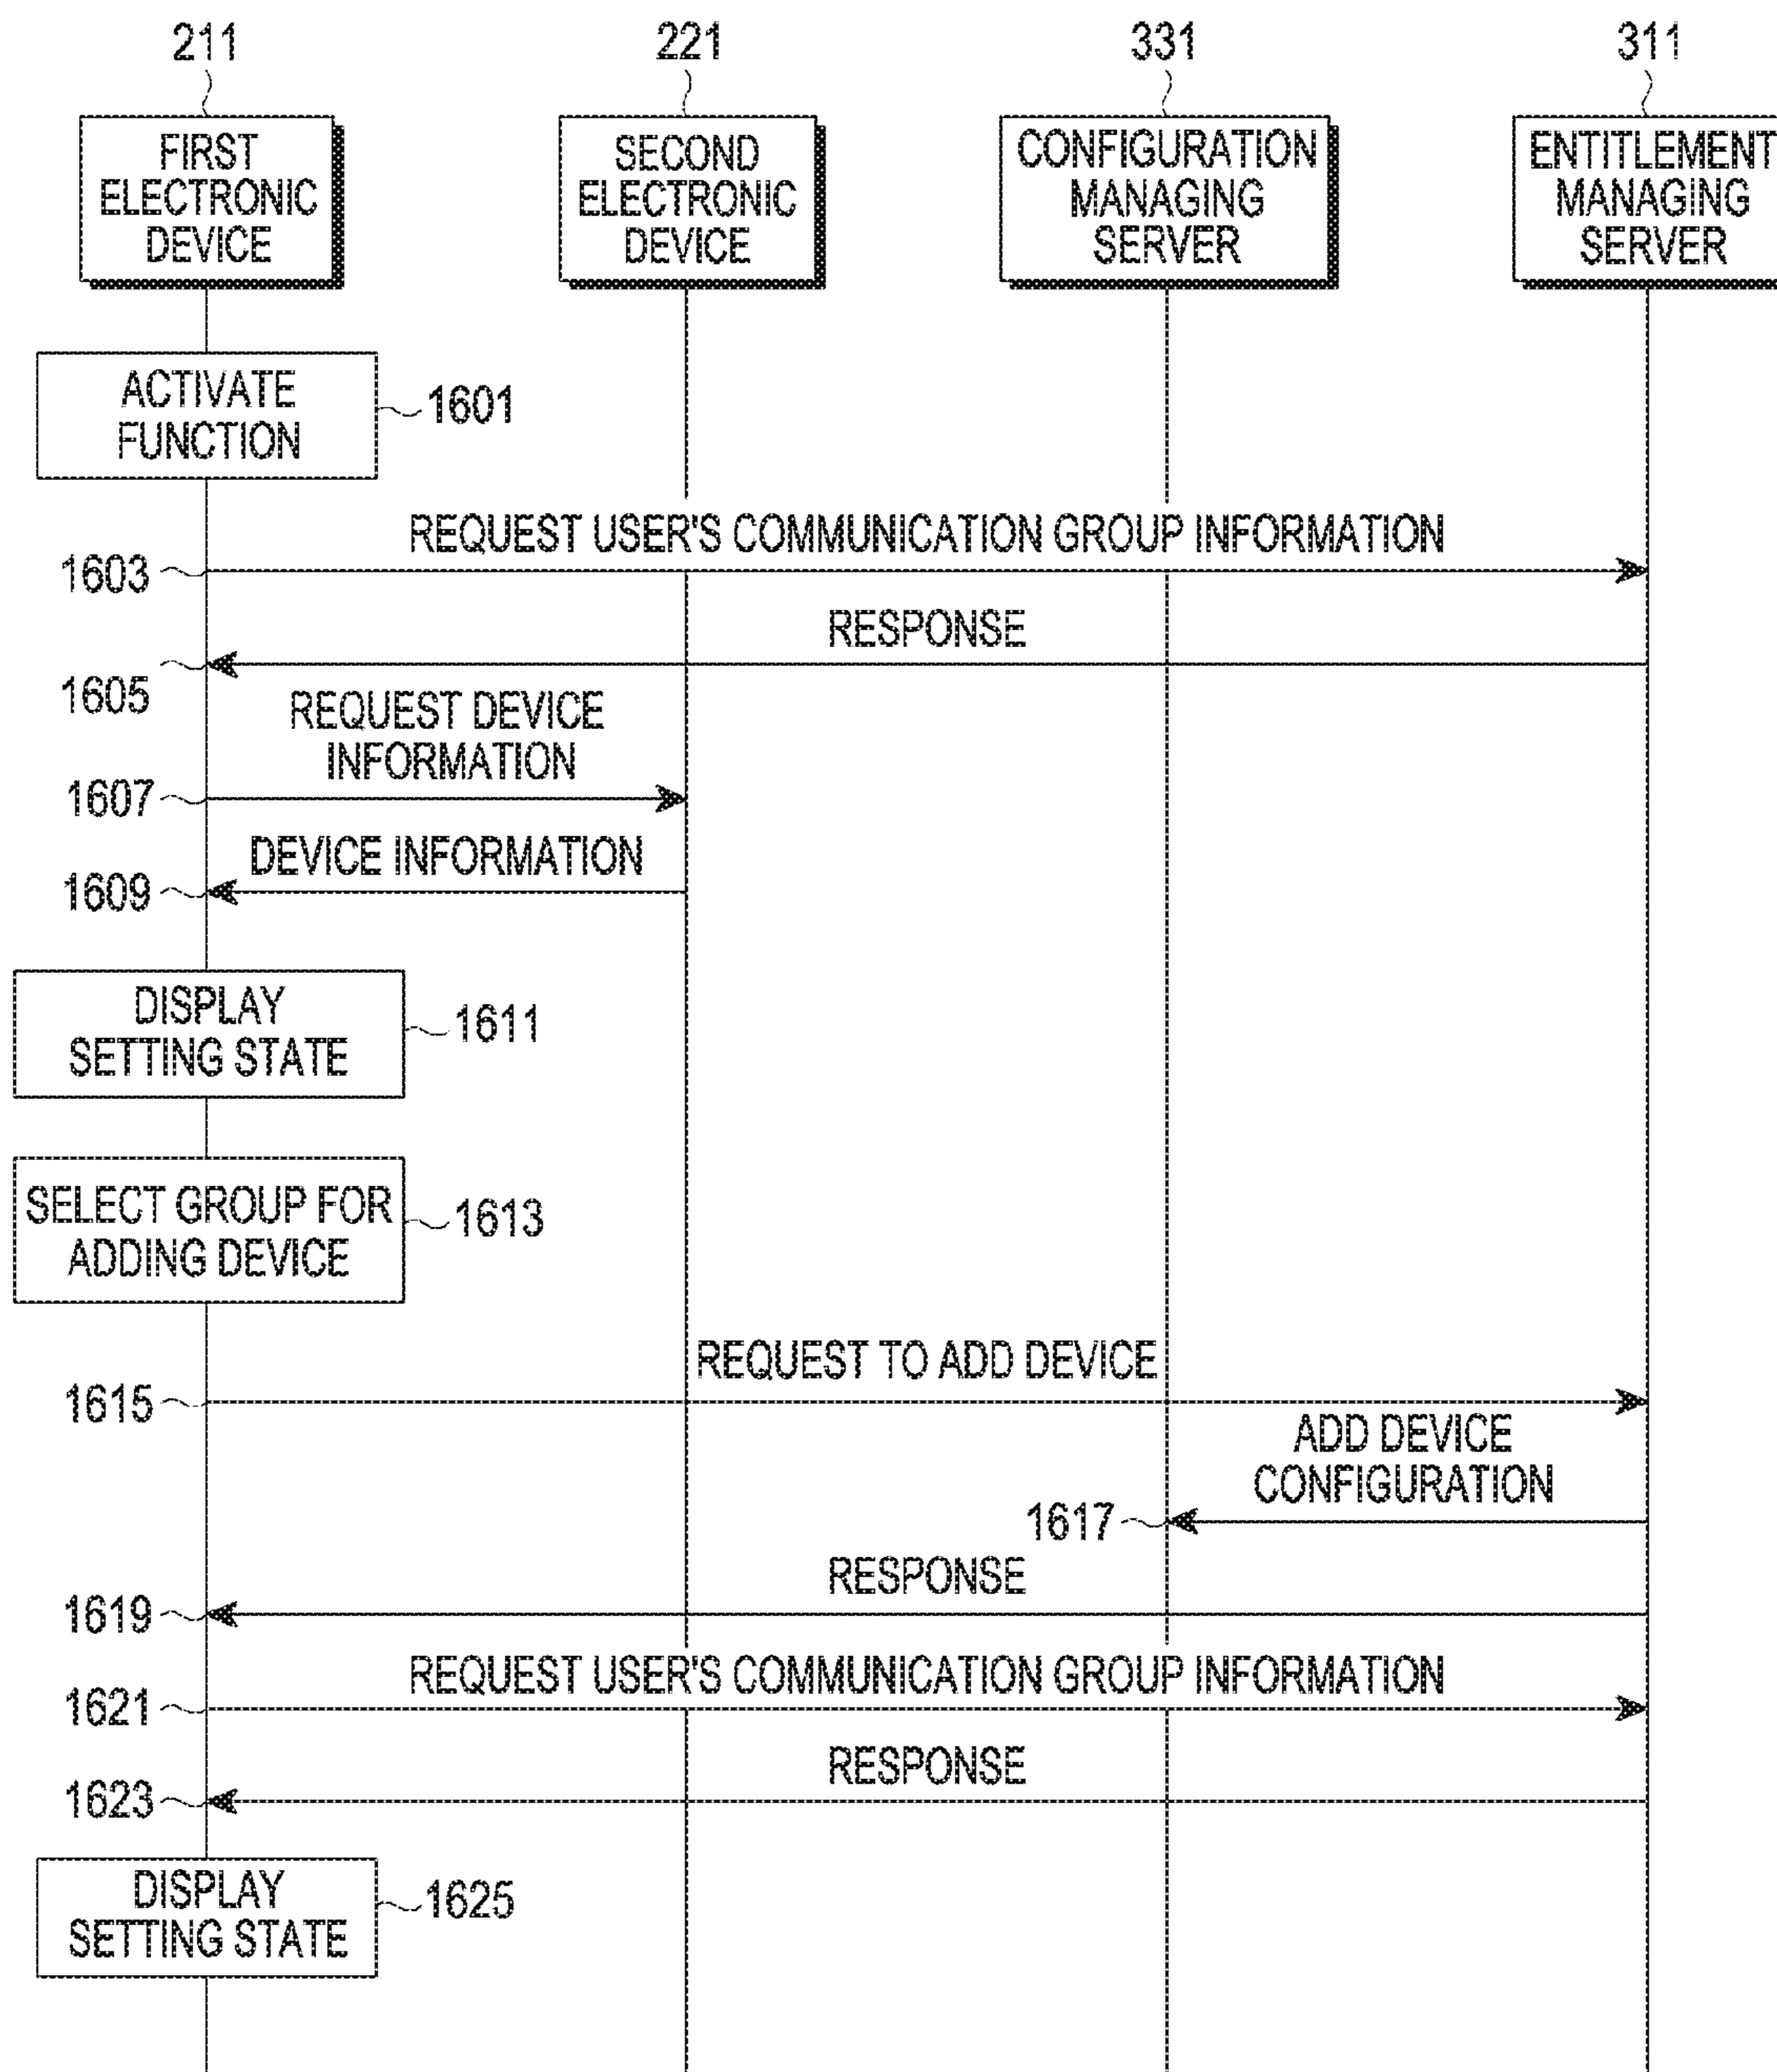 211
221
331
311
FIRST
ELECTRONIC
DEVICE
SECOND
ELECTRONIC
DEVICE
CONFIGURATION
MANAGING
SERVER
ENTITLEMENT
MANAGING
SERVER
ACTIVATE
FUNCTION
1601
REQUEST USER'S COMMUNICATION GROUP INFORMATION
1603
RESPONSE
1605
REQUEST DEVICE
INFORMATION
1607
DEVICE INFORMATION
1609
DISPLAY
SETTING STATE
1611
SELECT GROUP FOR
ADDING DEVICE
1613
REQUEST TO ADD DEVICE
1615
ADD DEVICE
CONFIGURATION
1617
RESPONSE
1619
REQUEST USER'S COMMUNICATION GROUP INFORMATION
1621
RESPONSE
1623
DISPLAY
SETTING STATE
1625